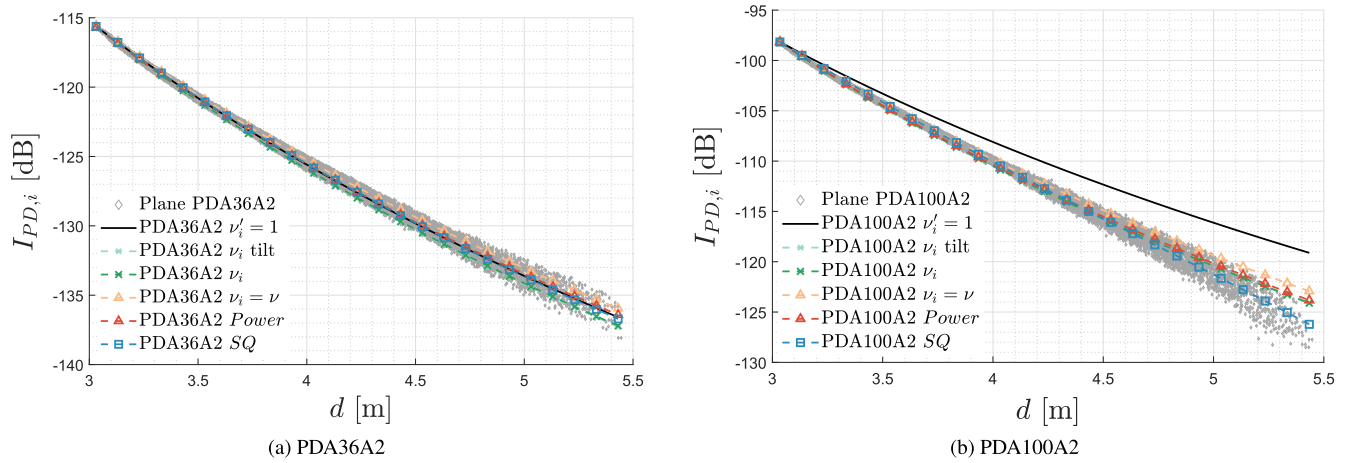 -115
-120
-125
-130
-135
-140
I_{PD,i} [dB]
Plane PDA36A2
PDA36A2 ν′_i = 1
PDA36A2 ν_i tilt
PDA36A2 ν_i
PDA36A2 ν_i = ν
PDA36A2 Power
PDA36A2 SQ
3 3.5 4 4.5 5 5.5
d [m]
(a) PDA36A2
-95
-100
-105
-110
-115
-120
-125
-130
I_{PD,i} [dB]
Plane PDA100A2
PDA100A2 ν′_i = 1
PDA100A2 ν_i tilt
PDA100A2 ν_i
PDA100A2 ν_i = ν
PDA100A2 Power
PDA100A2 SQ
3 3.5 4 4.5 5 5.5
d [m]
(b) PDA100A2